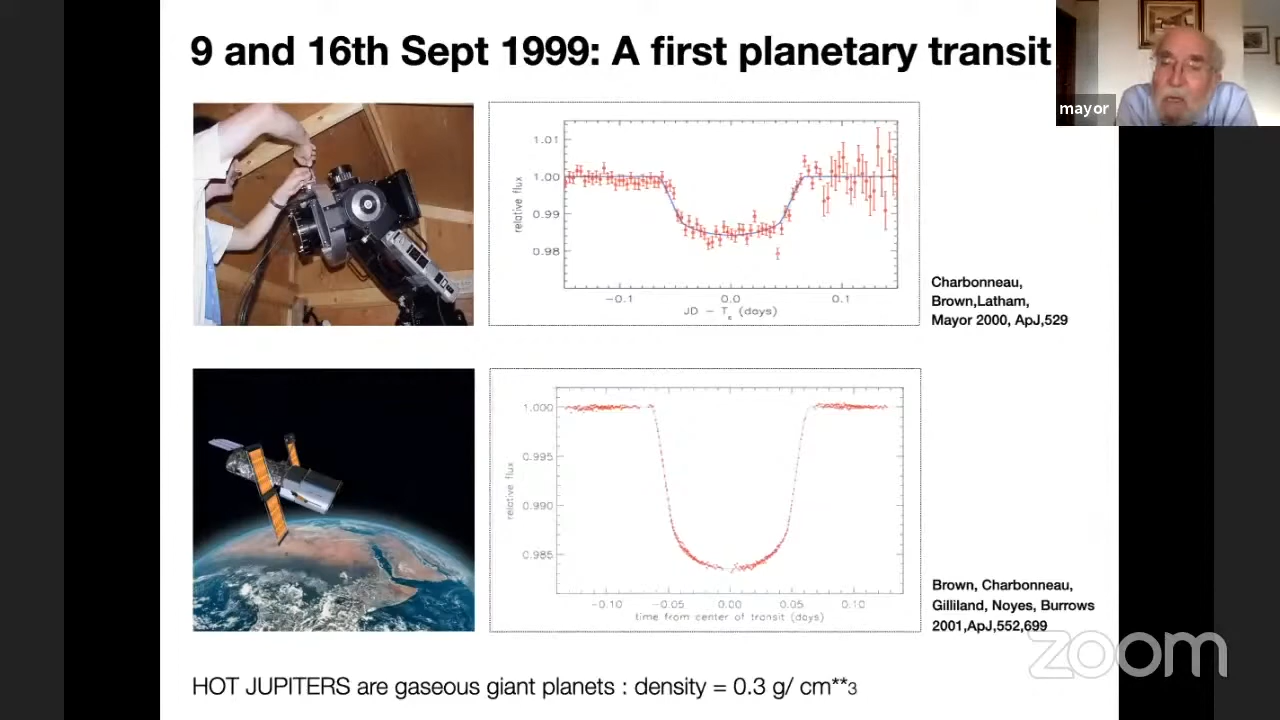 9 and 16th Sept 1999: A first planetary transit
mayor
1.01
1.00
0.99
0.98
relative flux
-0.1
0.0
0.1
JD - Tc (days)
Charbonneau,
Brown,Latham,
Mayor 2000, ApJ,529
1.000
0.995
0.990
0.985
relative flux
-0.10
-0.05
0.00
0.05
0.10
time from center of transit (days)
Brown, Charbonneau,
Gilliland, Noyes, Burrows
2001,ApJ,552,699
zoom
HOT JUPITERS are gaseous giant planets : density = 0.3 g/ cm**3